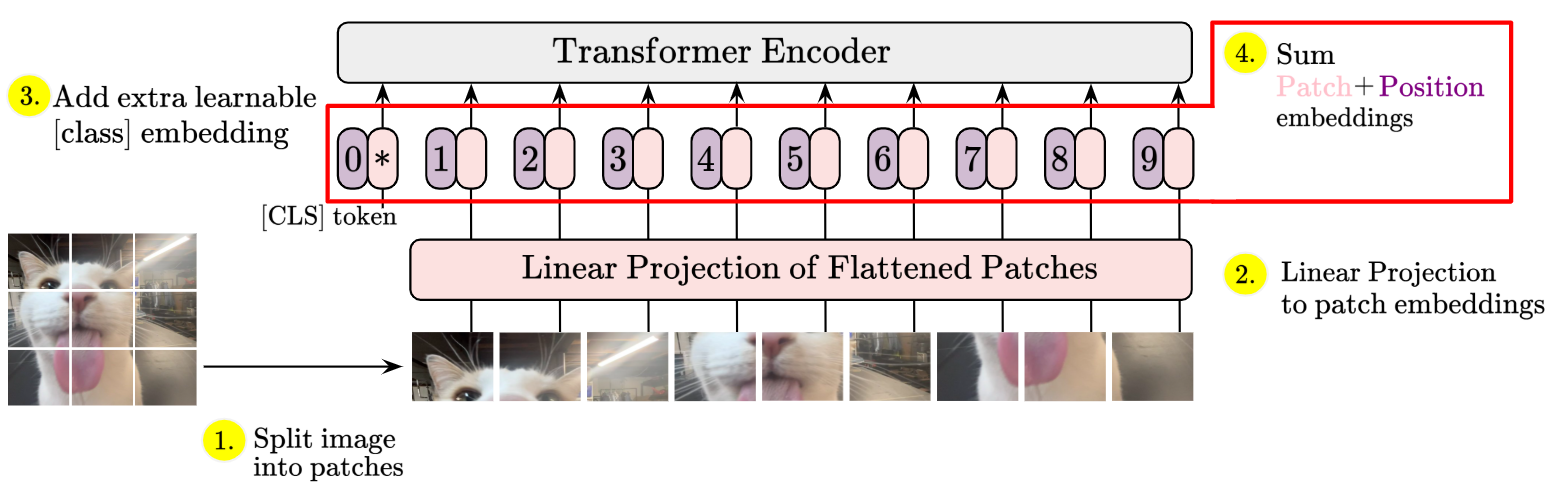 Transformer Encoder
4. Sum
Patch+Position
embeddings
3. Add extra learnable
[class] embedding
0 * 1 2 3 4 5 6 7 8 9
[CLS] token
Linear Projection of Flattened Patches
2. Linear Projection
to patch embeddings
1. Split image
into patches